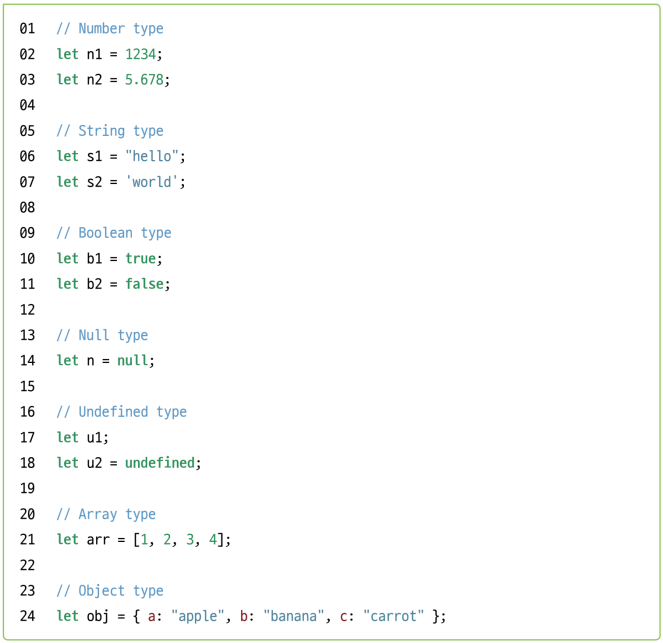 01 // Number type
02 let n1 = 1234;
03 let n2 = 5.678;
04
05 // String type
06 let s1 = "hello";
07 let s2 = 'world';
08
09 // Boolean type
10 let b1 = true;
11 let b2 = false;
12
13 // Null type
14 let n = null;
15
16 // Undefined type
17 let u1;
18 let u2 = undefined;
19
20 // Array type
21 let arr = [1, 2, 3, 4];
22
23 // Object type
24 let obj = { a: "apple", b: "banana", c: "carrot" };